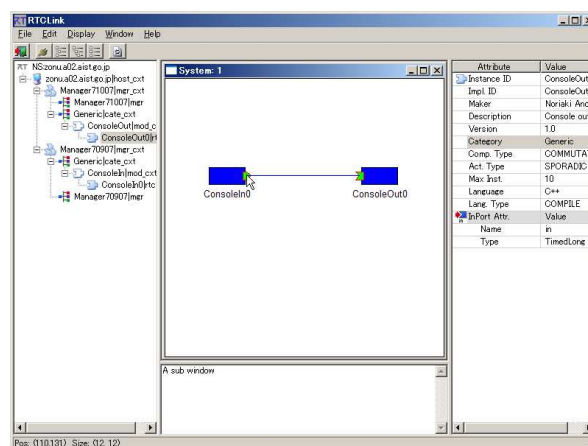 RTCLink
File Edit Display Window Help
NS:zonu.a02.aist.go.jp
zonu.a02.aist.go.jp|host_cxt
Manager71007|mgr_cxt
Manager71007|mgr
Generic|cate_cxt
ConsoleOut|mod_c
ConsoleOut0|rt
Manager70907|mgr_cxt
Generic|cate_cxt
ConsoleIn|mod_cxt
ConsoleIn0|rtc
Manager70907|mgr
System: 1
ConsoleIn0 ConsoleOut0
A sub window
Attribute Value
Instance ID ConsoleOut
Impl. ID ConsoleOut
Maker Noriaki And
Description Console out
Version 1.0
Category Generic
Comp. Type COMMUTA
Act. Type SPORADIC
Max Inst. 10
Language C++
Lang. Type COMPILE
InPort Attr. Value
Name in
Type TimedLong
Pos: (110,131) Size: (12, 12)